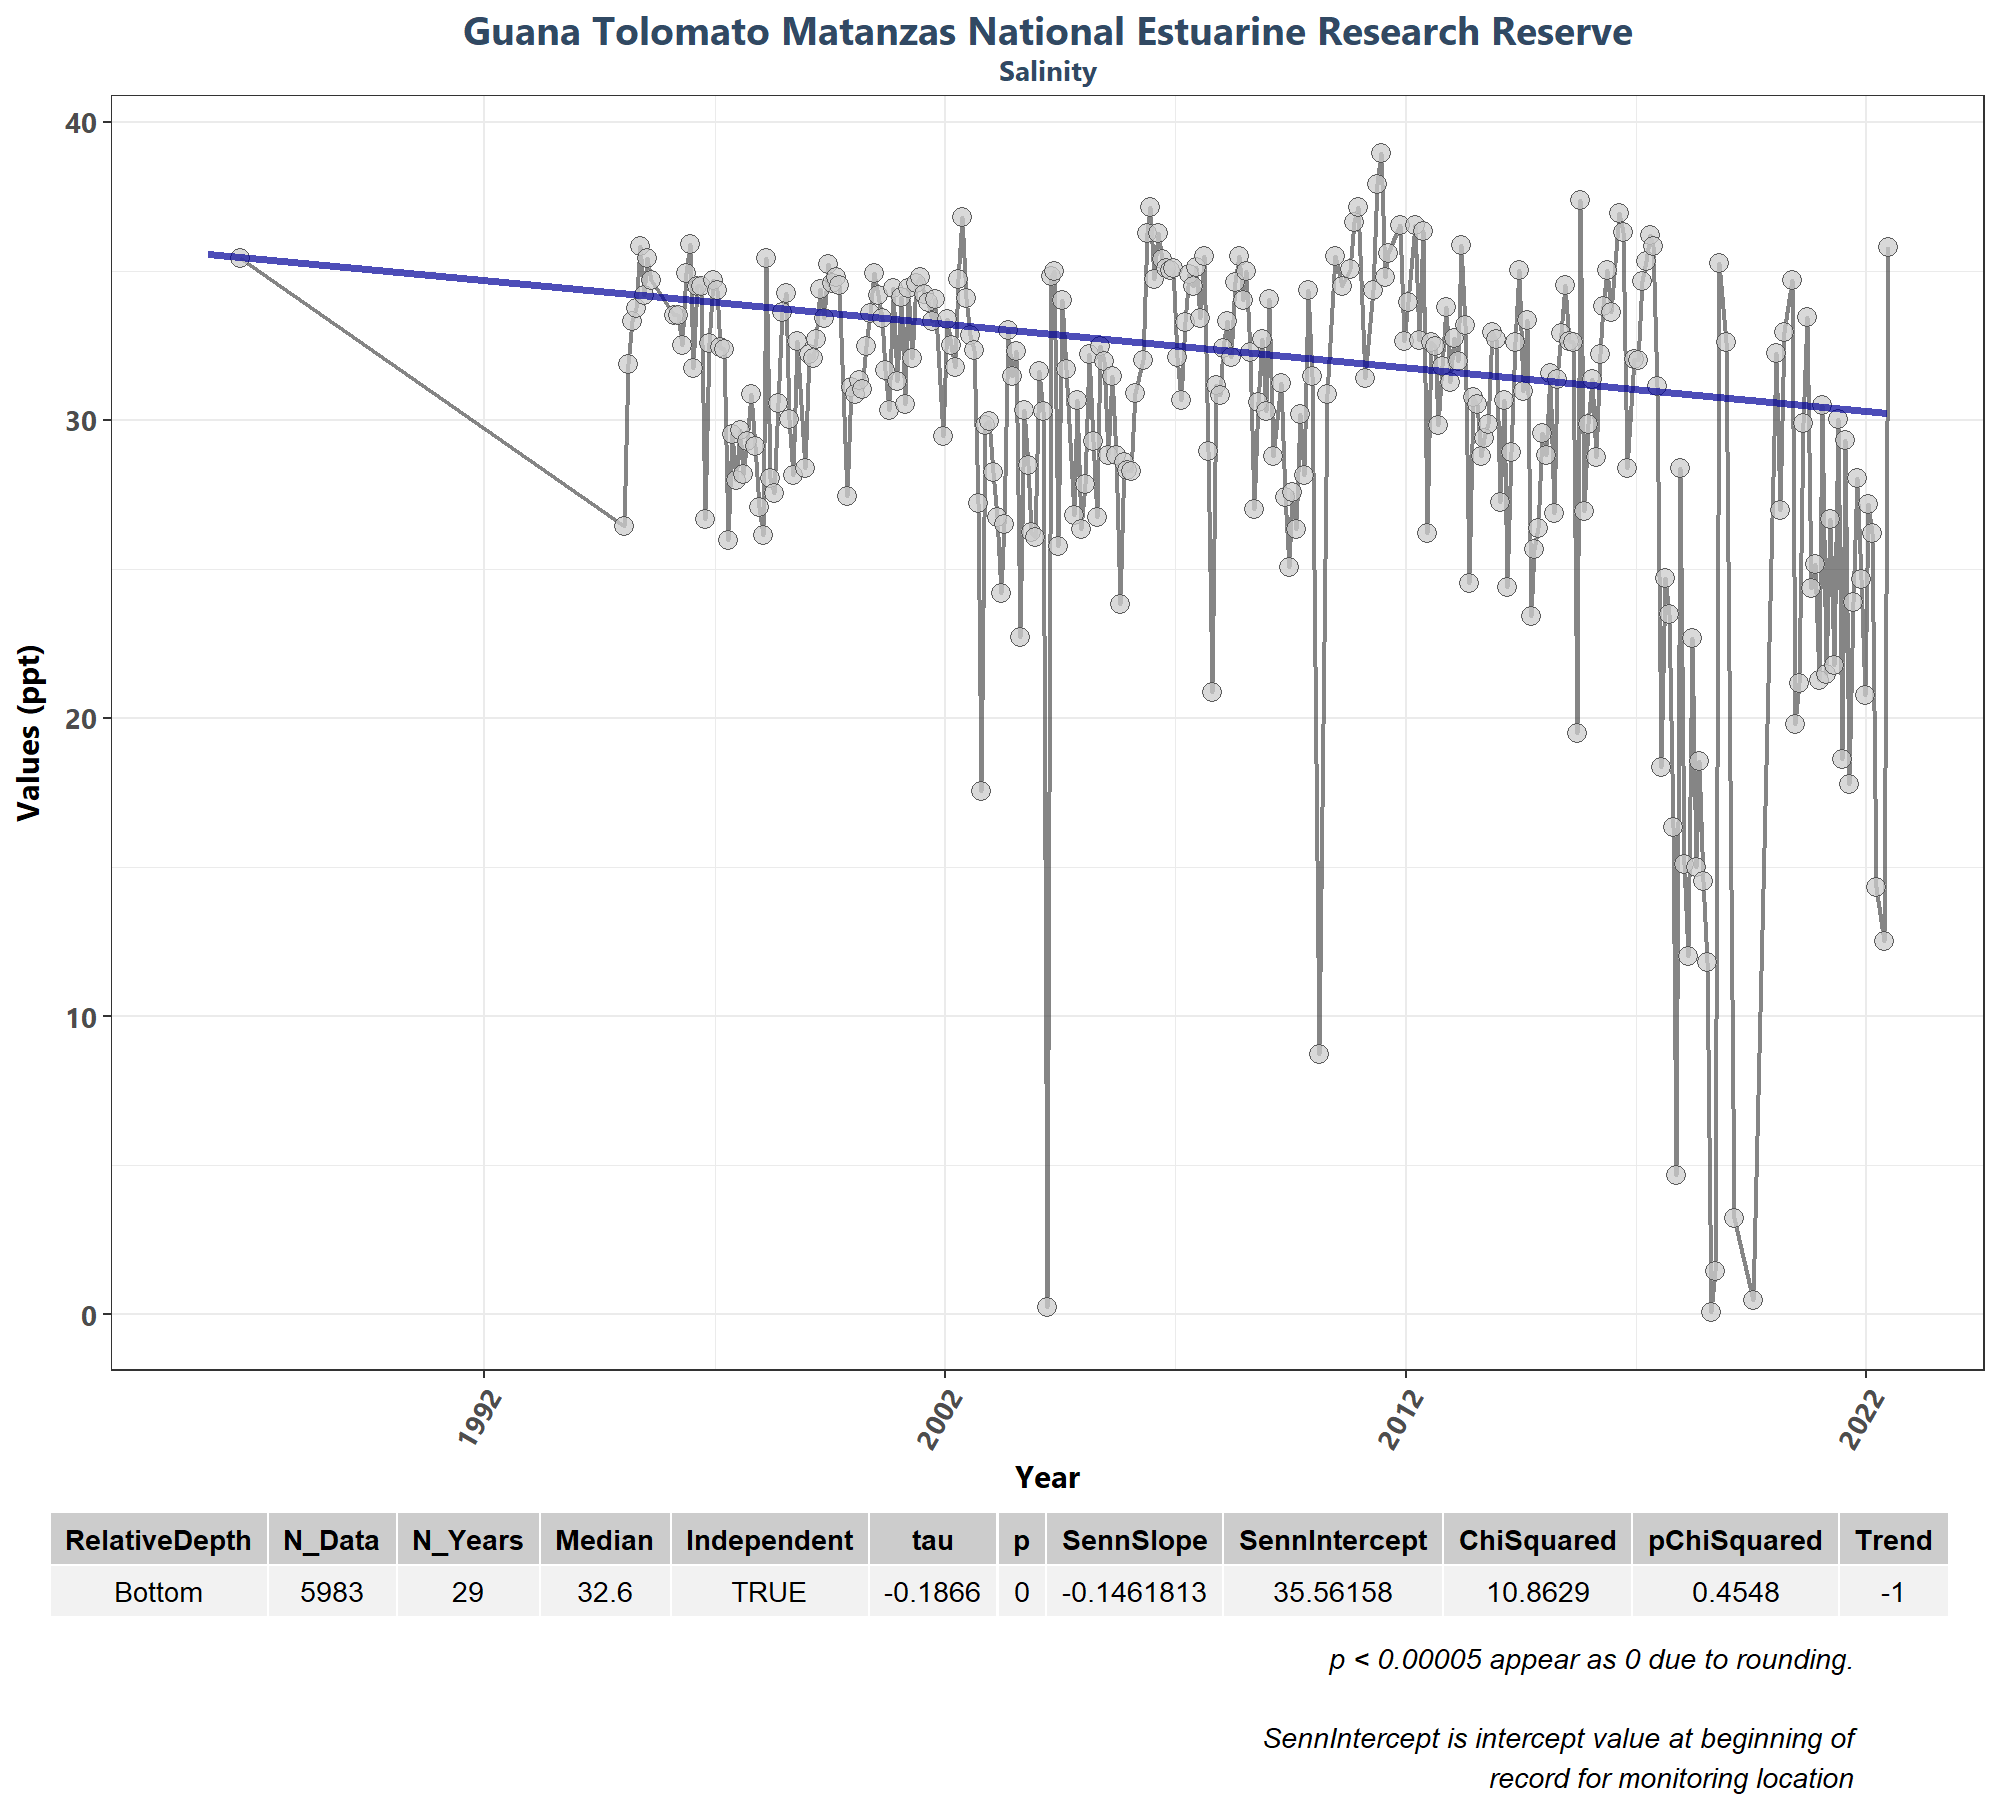 Guana Tolomato Matanzas National Estuarine Research Reserve
Salinity
40
30
20
10
0
Values (ppt)
1992 2002 2012 2022
Year
RelativeDepth N_Data N_Years Median Independent tau p SennSlope SennIntercept ChiSquared pChiSquared Trend
Bottom 5983 29 32.6 TRUE -0.1866 0 -0.1461813 35.56158 10.8629 0.4548 -1
p < 0.00005 appear as 0 due to rounding.
SennIntercept is intercept value at beginning of
record for monitoring location